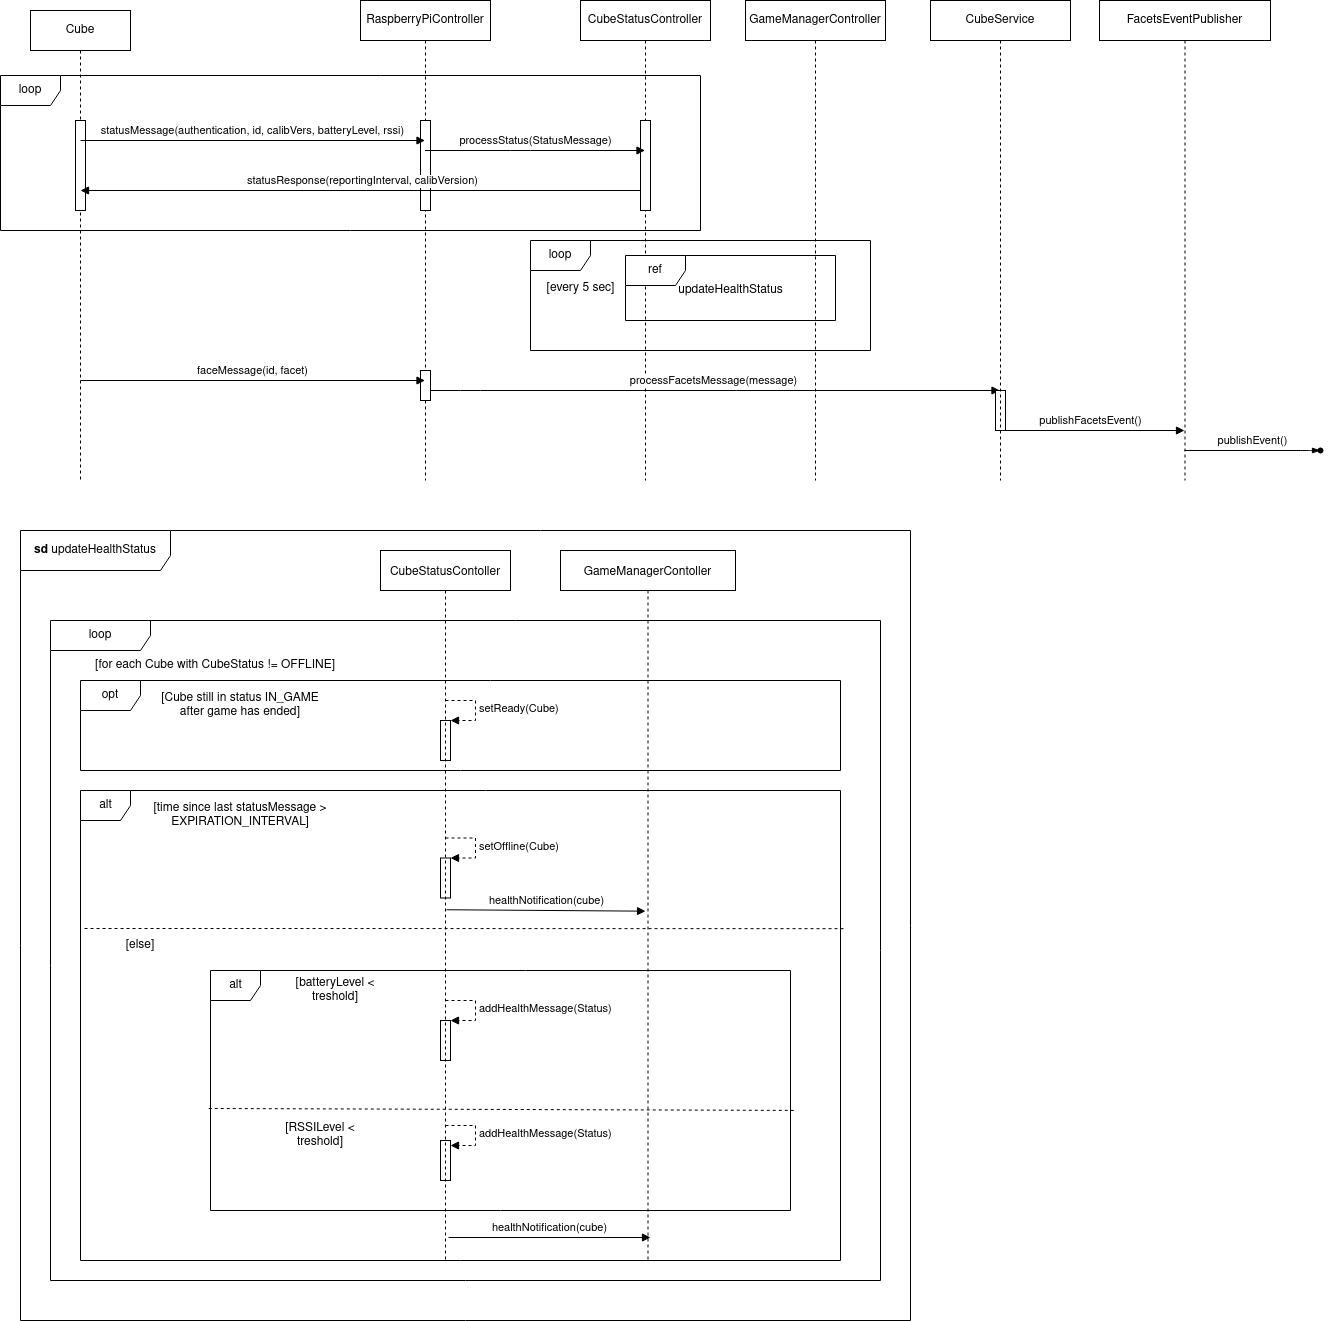 Cube
RaspberryPiController
CubeStatusController
GameManagerController
CubeService
FacetsEventPublisher
loop
statusMessage(authentication, id, calibVers, batteryLevel, rssi)
processStatus(StatusMessage)
statusResponse(reportingInterval, calibVersion)
loop
[every 5 sec]
ref
updateHealthStatus
faceMessage(id, facet)
processFacetsMessage(message)
publishFacetsEvent()
publishEvent()
sd updateHealthStatus
CubeStatusContoller
GameManagerContoller
loop
[for each Cube with CubeStatus != OFFLINE]
opt
[Cube still in status IN_GAME
after game has ended]
setReady(Cube)
alt
[time since last statusMessage >
EXPIRATION_INTERVAL]
setOffline(Cube)
healthNotification(cube)
[else]
alt
[batteryLevel <
treshold]
addHealthMessage(Status)
[RSSILevel <
treshold]
addHealthMessage(Status)
healthNotification(cube)